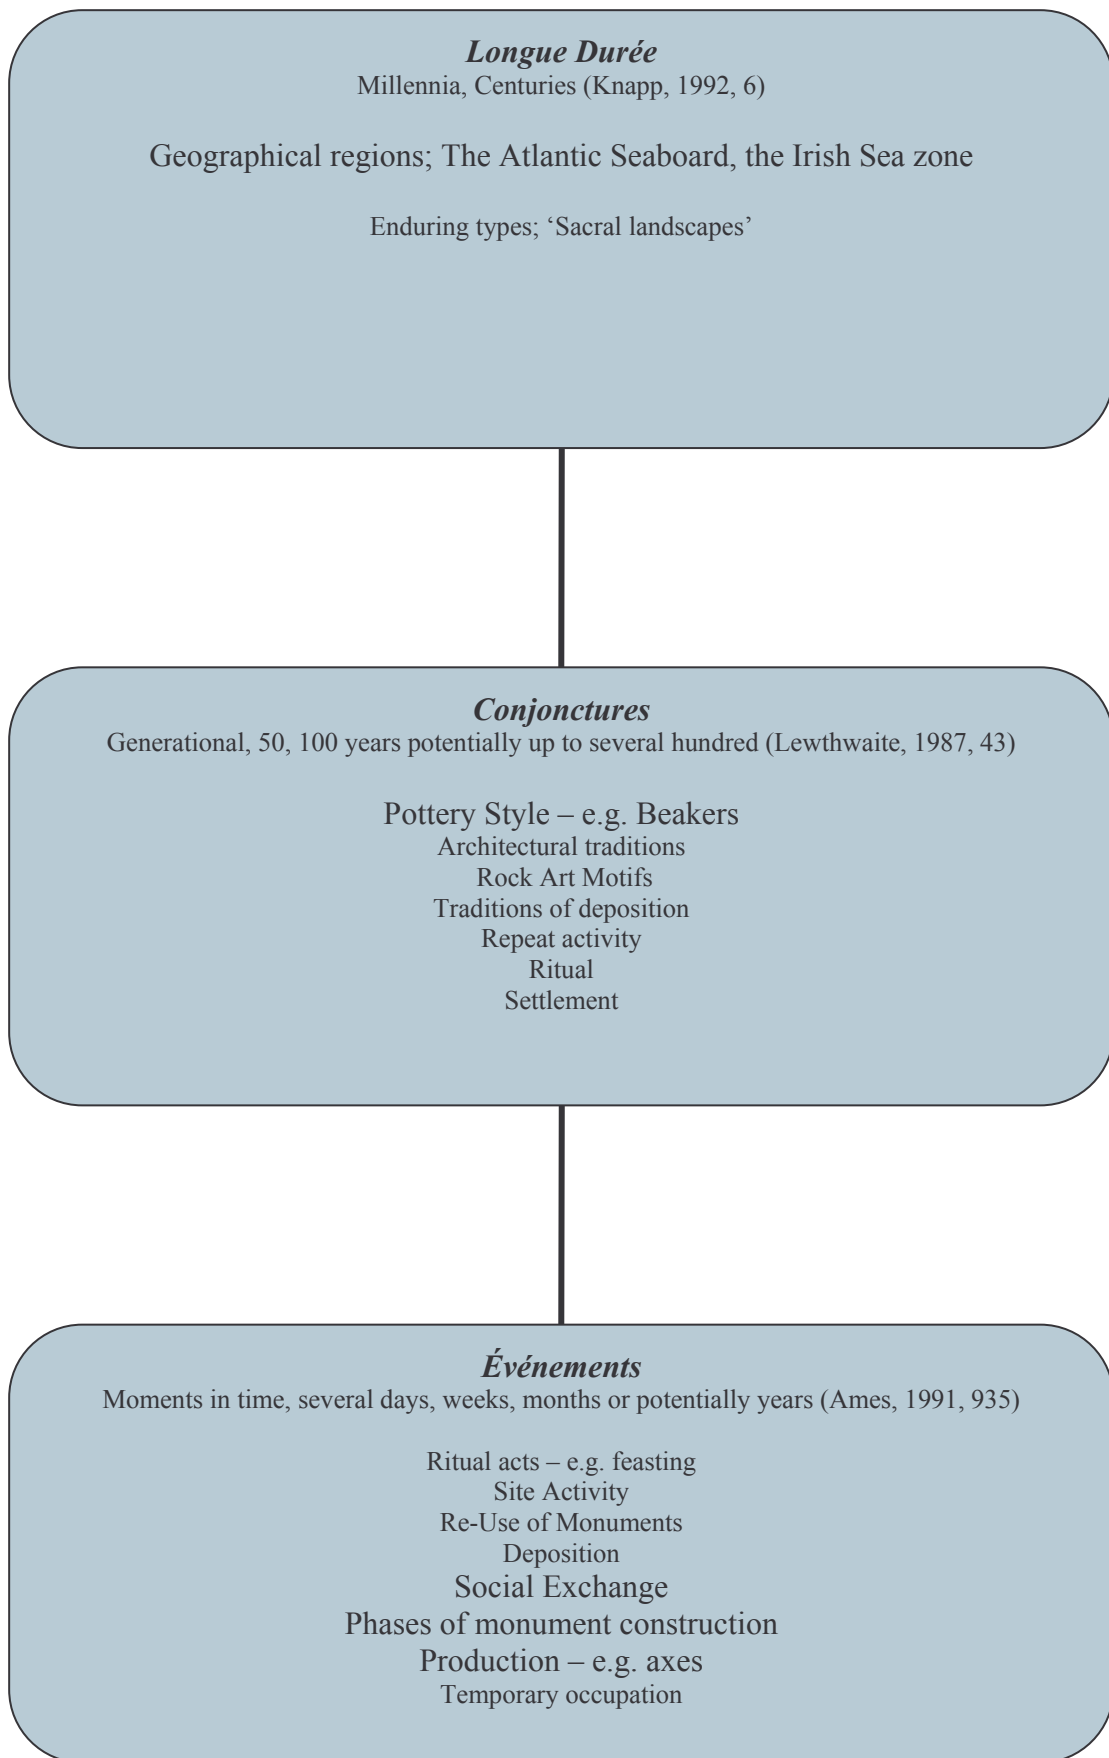 Longue Durée
Millennia, Centuries (Knapp, 1992, 6)
Geographical regions; The Atlantic Seaboard, the Irish Sea zone
Enduring types; ‘Sacral landscapes’
Conjonctures
Generational, 50, 100 years potentially up to several hundred (Lewthwaite, 1987, 43)
Pottery Style – e.g. Beakers
Architectural traditions
Rock Art Motifs
Traditions of deposition
Repeat activity
Ritual
Settlement
Événements
Moments in time, several days, weeks, months or potentially years (Ames, 1991, 935)
Ritual acts – e.g. feasting
Site Activity
Re-Use of Monuments
Deposition
Social Exchange
Phases of monument construction
Production – e.g. axes
Temporary occupation